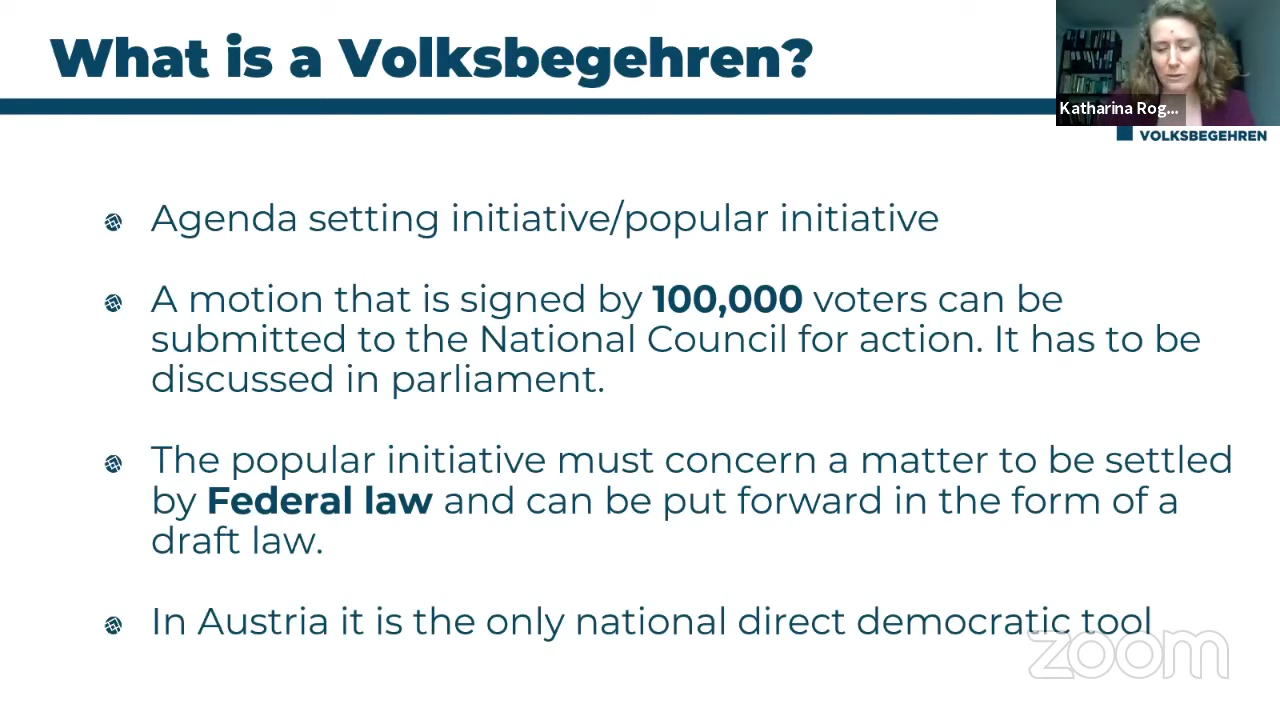 What is a Volksbegehren?
Katharina Rog...
VOLKSBEGEHREN
Agenda setting initiative/popular initiative
A motion that is signed by 100,000 voters can be
submitted to the National Council for action. It has to be
discussed in parliament.
The popular initiative must concern a matter to be settled
by Federal law and can be put forward in the form of a
draft law.
In Austria it is the only national direct democratic tool
zoom